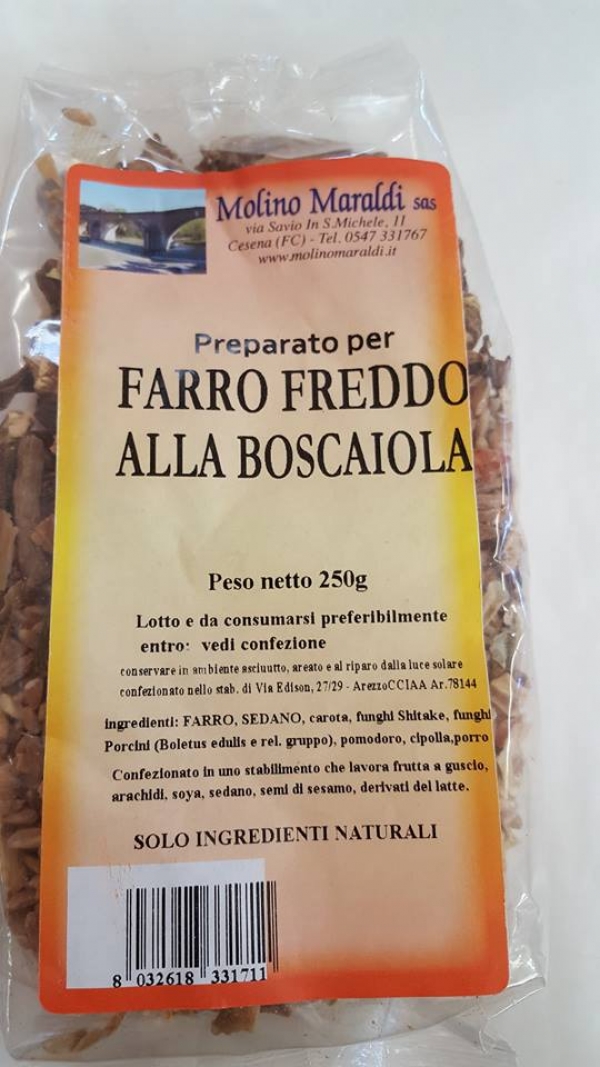 Molino Maraldi sas
via Savio In S.Michele, 11
Cesena (FC) - Tel. 0547 331767
www.molinomaraldi.it
Preparato per
FARRO FREDDO
ALLA BOSCAIOLA
Peso netto 250g
Lotto e da consumarsi preferibilmente
entro: vedi confezione
conservare in ambiente asciuutto, areato e al riparo dalla luce solare
confezionato nello stab. di Via Edison, 27/29 - ArezzoCCIAA Ar.78144
ingredienti: FARRO, SEDANO, carota, funghi Shitake, funghi
Porcini (Boletus edulis e rel. gruppo), pomodoro, cipolla,porro
Confezionato in uno stabilimento che lavora frutta a guscio,
arachidi, soya, sedano, semi di sesamo, derivati del latte.
SOLO INGREDIENTI NATURALI
8 032618 331711